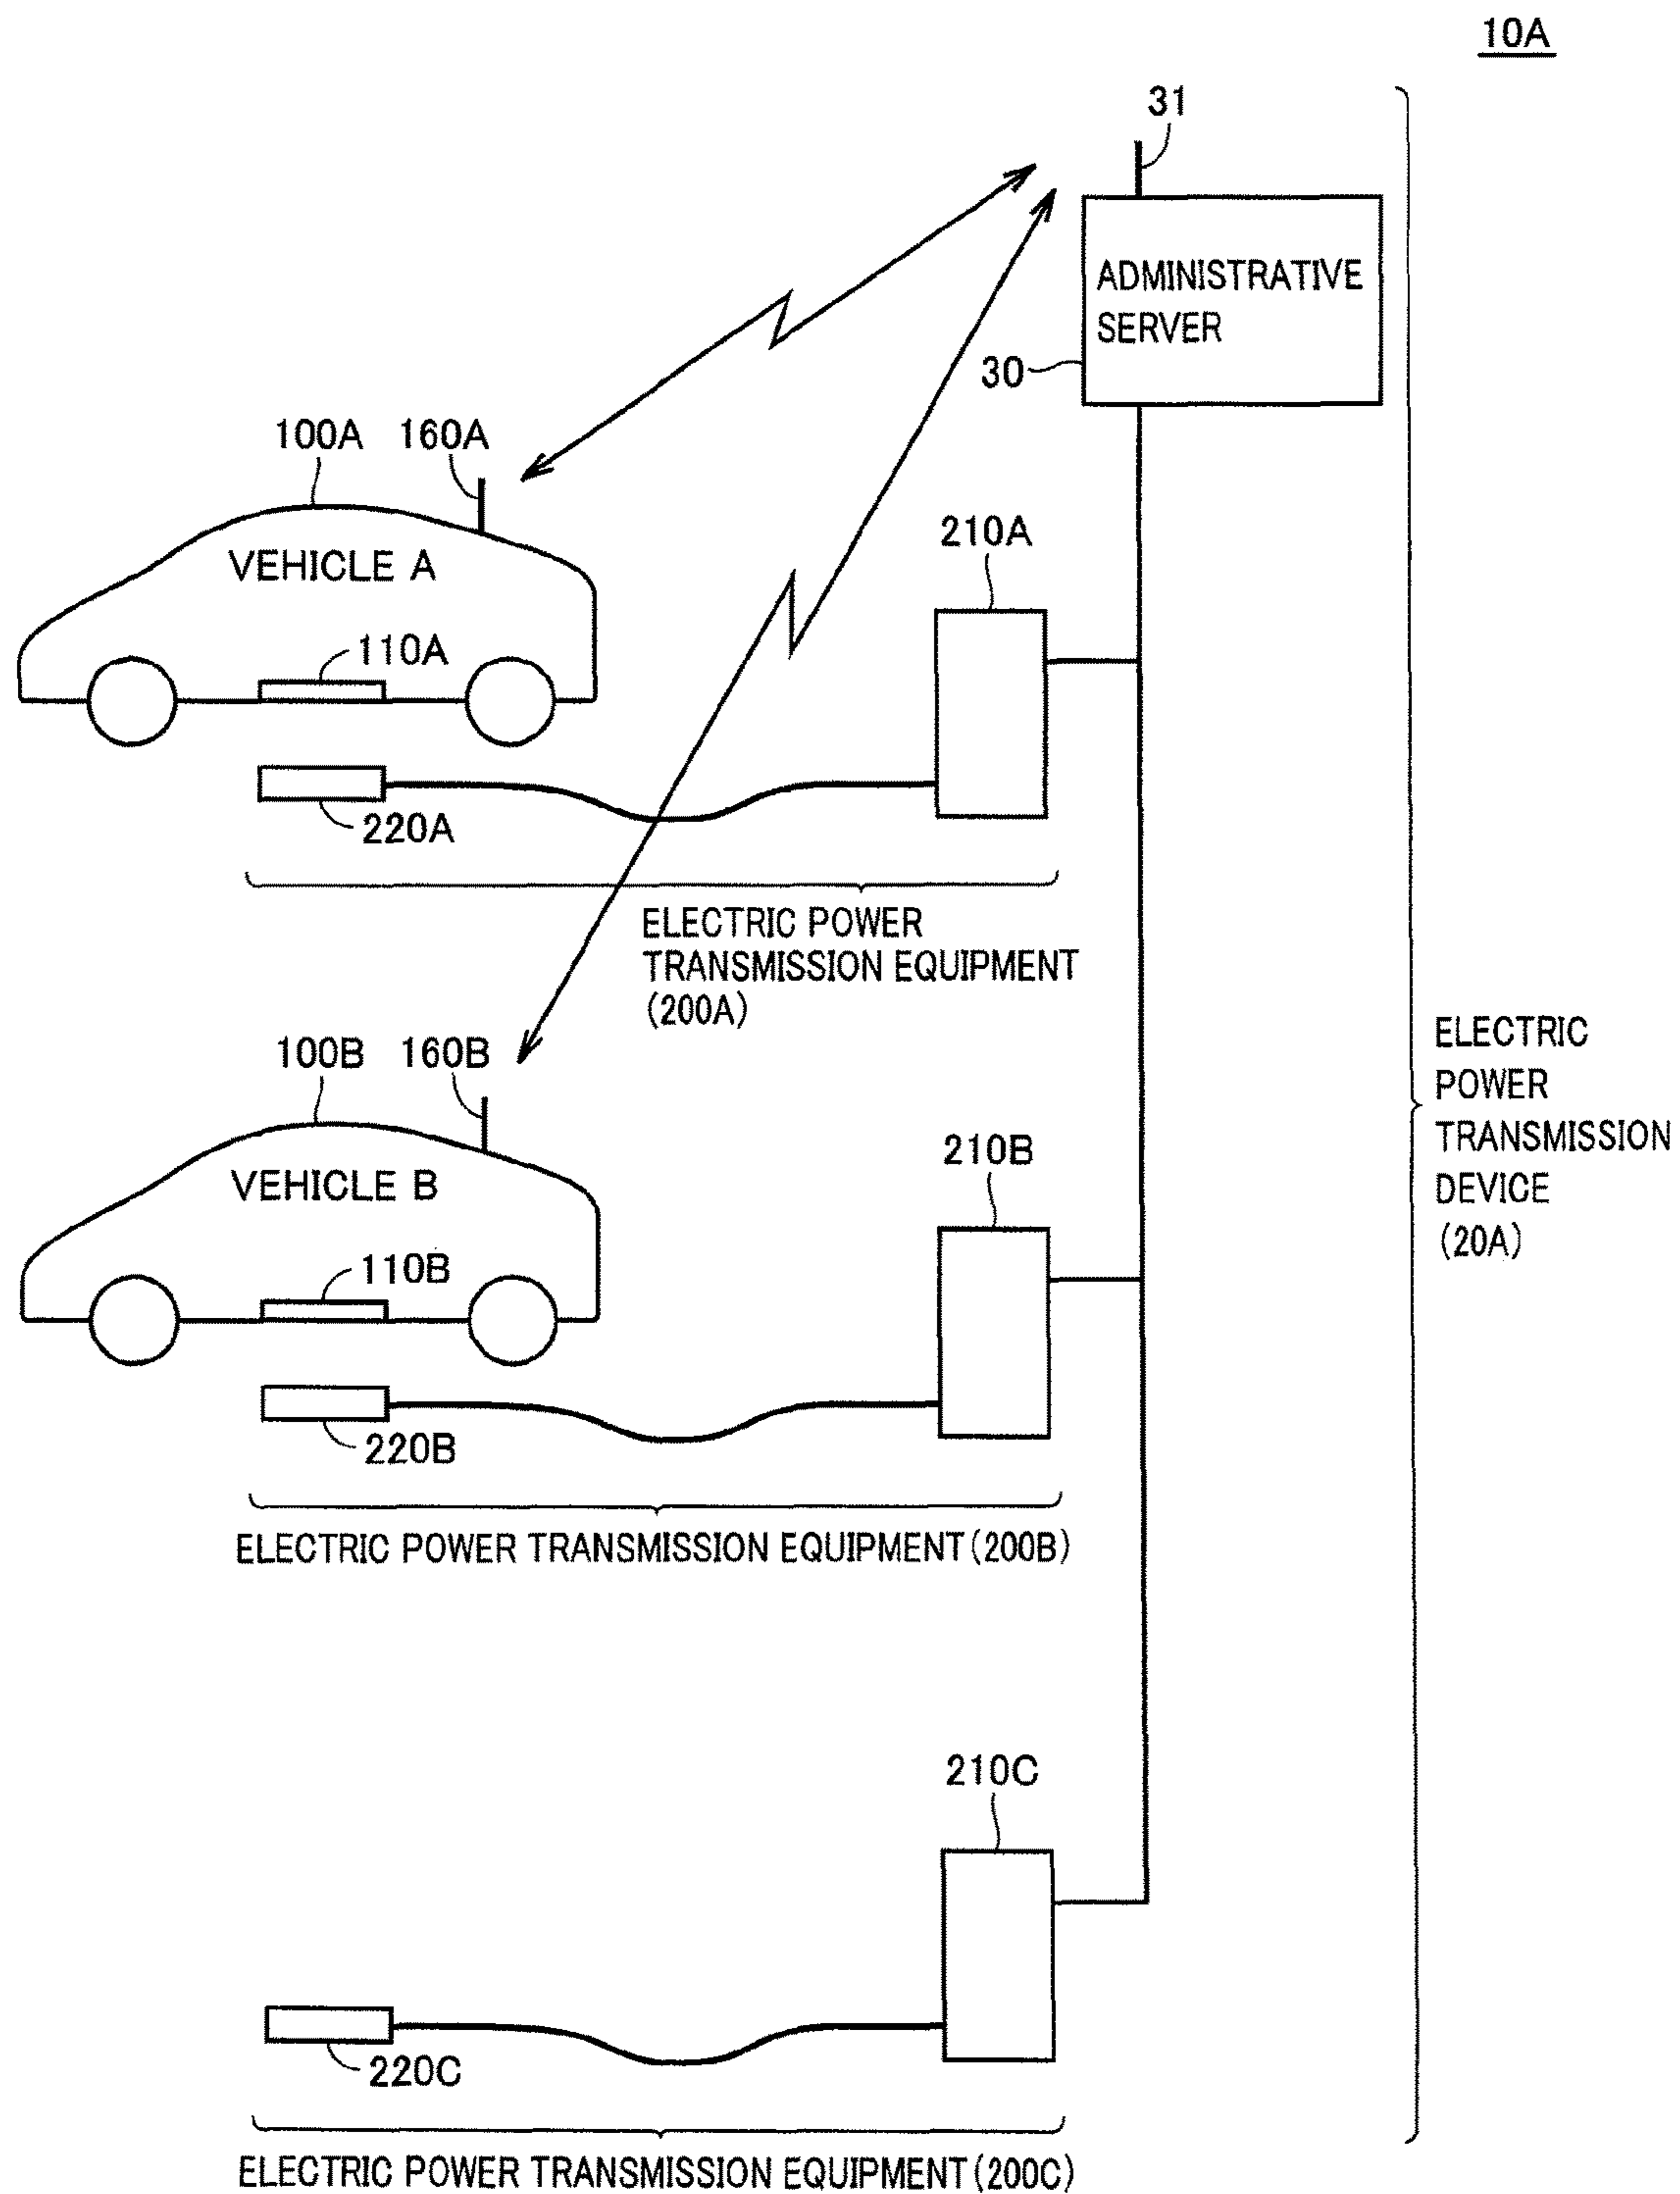 10A
31
ADMINISTRATIVE
SERVER
30
100A 160A
210A
VEHICLE A
110A
220A
ELECTRIC POWER
TRANSMISSION EQUIPMENT
(200A)
ELECTRIC
POWER
TRANSMISSION
DEVICE
(20A)
100B 160B
210B
VEHICLE B
110B
220B
ELECTRIC POWER TRANSMISSION EQUIPMENT(200B)
210C
220C
ELECTRIC POWER TRANSMISSION EQUIPMENT(200C)